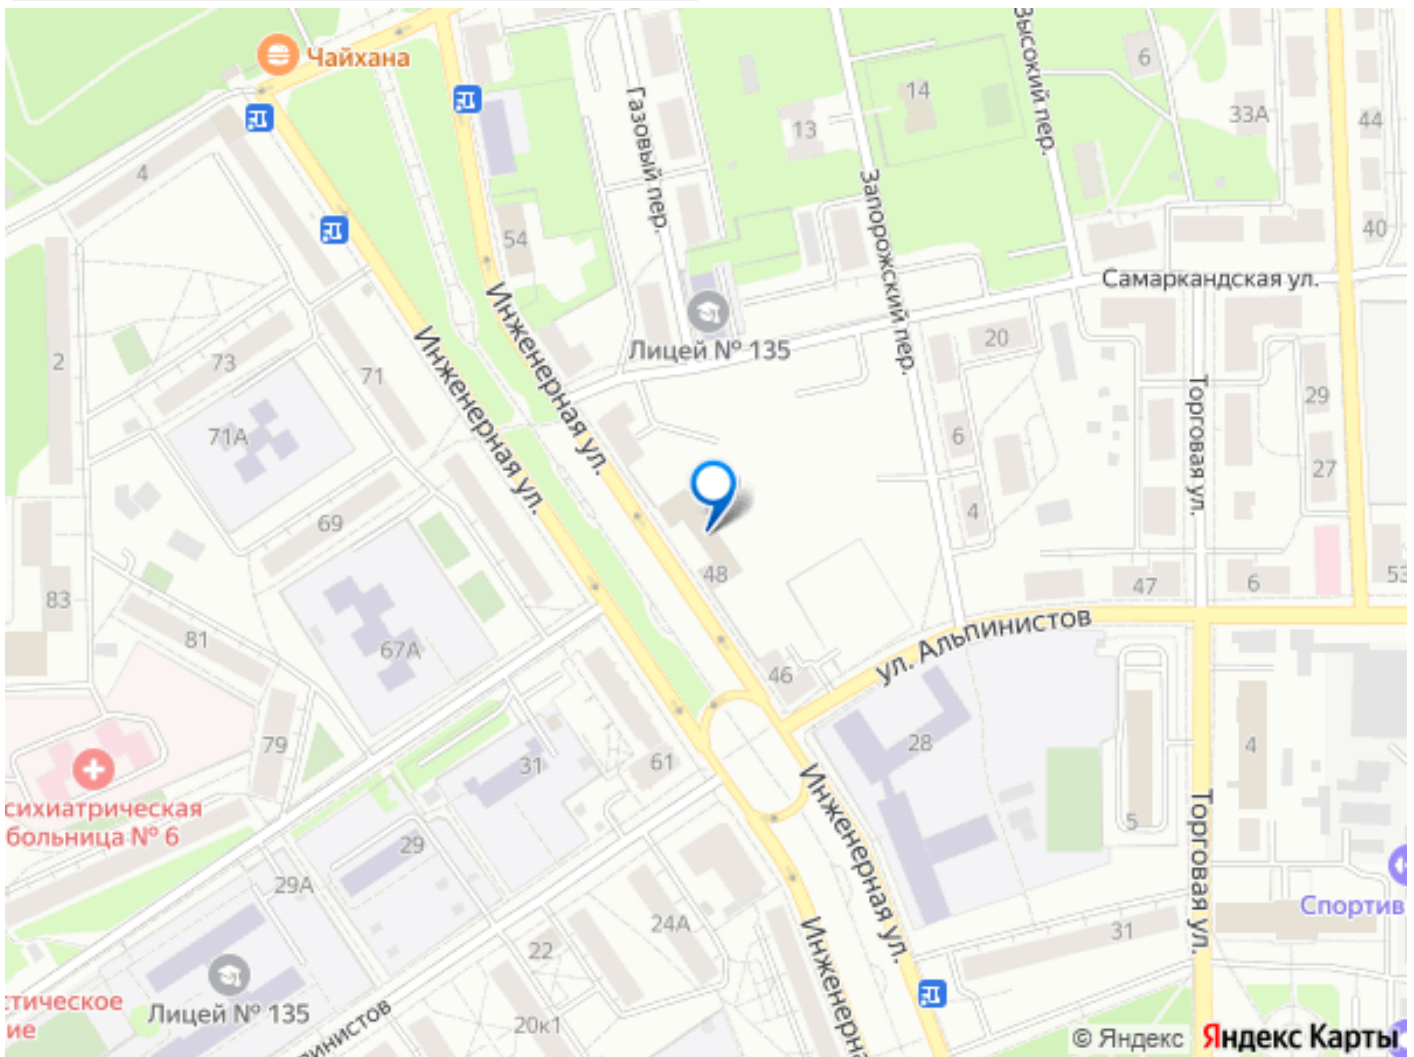 Чайхана
Высокий пер.
6
14
33А
44
13
Газовый пер.
4
Запорожский пер.
40
54
Самаркандская ул.
Инженерная ул.
Лицей № 135
20
Инженерная ул.
2
73
71
29
Торговая ул.
71А
6
27
69
4
48
47
6
53
83
81
67А
ул. Альпинистов
46
79
28
4
61
31
сихиатрическая
больница № 6
Инженерная ул.
5
Торговая ул.
29
29А
Спортив
24А
31
22
Инженерна
стическое
ие
Лицей № 135
20к1
линистов
© Яндекс Яндекс Карты